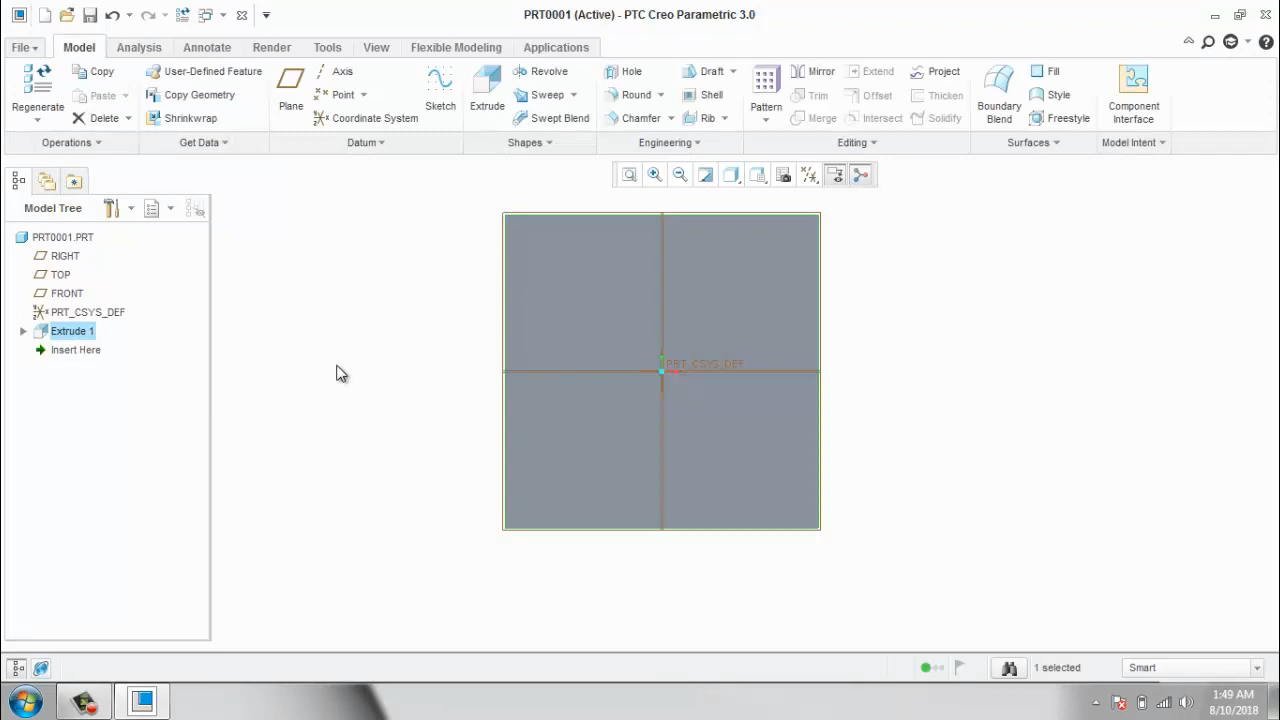 PRT0001 (Active) - PTC Creo Parametric 3.0
File Model Analysis Annotate Render Tools View Flexible Modeling Applications
Regenerate Copy Paste Delete
User-Defined Feature Copy Geometry Shrinkwrap
Plane Axis Point Coordinate System Sketch
Extrude Revolve Sweep Swept Blend
Hole Round Chamfer Draft Shell Rib
Pattern Mirror Trim Merge Extend Offset Intersect Project Thicken Solidify
Boundary Blend Fill Style Freestyle
Component Interface
Operations Get Data Datum Shapes Engineering Editing Surfaces Model Intent
Model Tree
PRT0001.PRT
RIGHT
TOP
FRONT
PRT_CSYS_DEF
Extrude 1
Insert Here
PRT_CSYS_DEF
1 selected Smart
1:49 AM
8/10/2018